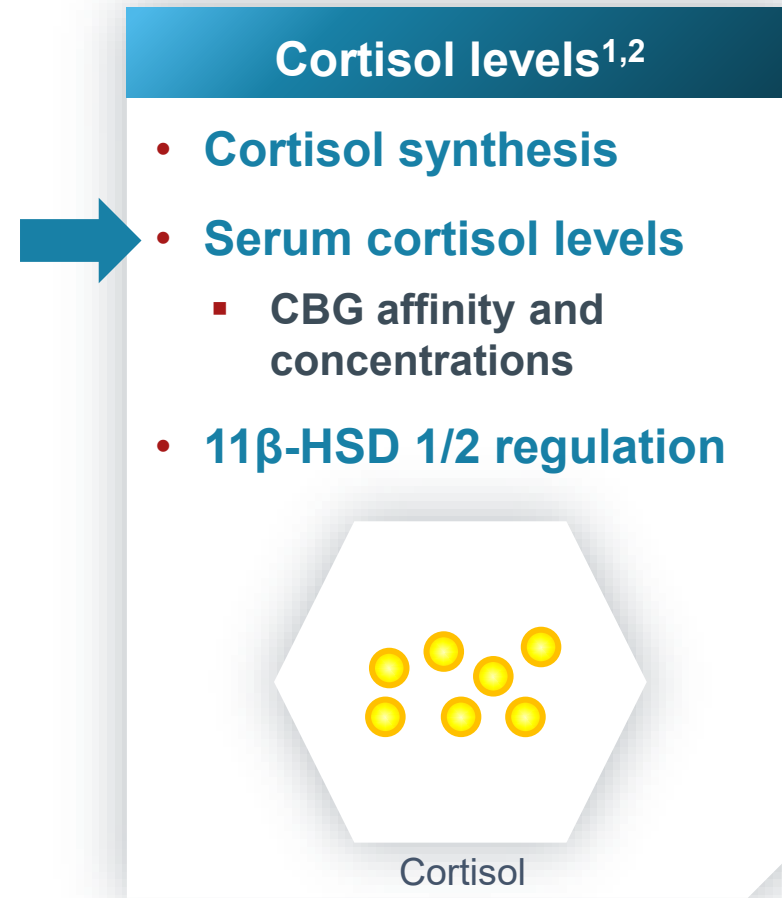 Cortisol levels1,2
• Cortisol synthesis
• Serum cortisol levels
▪ CBG affinity and
concentrations
• 11β-HSD 1/2 regulation
Cortisol